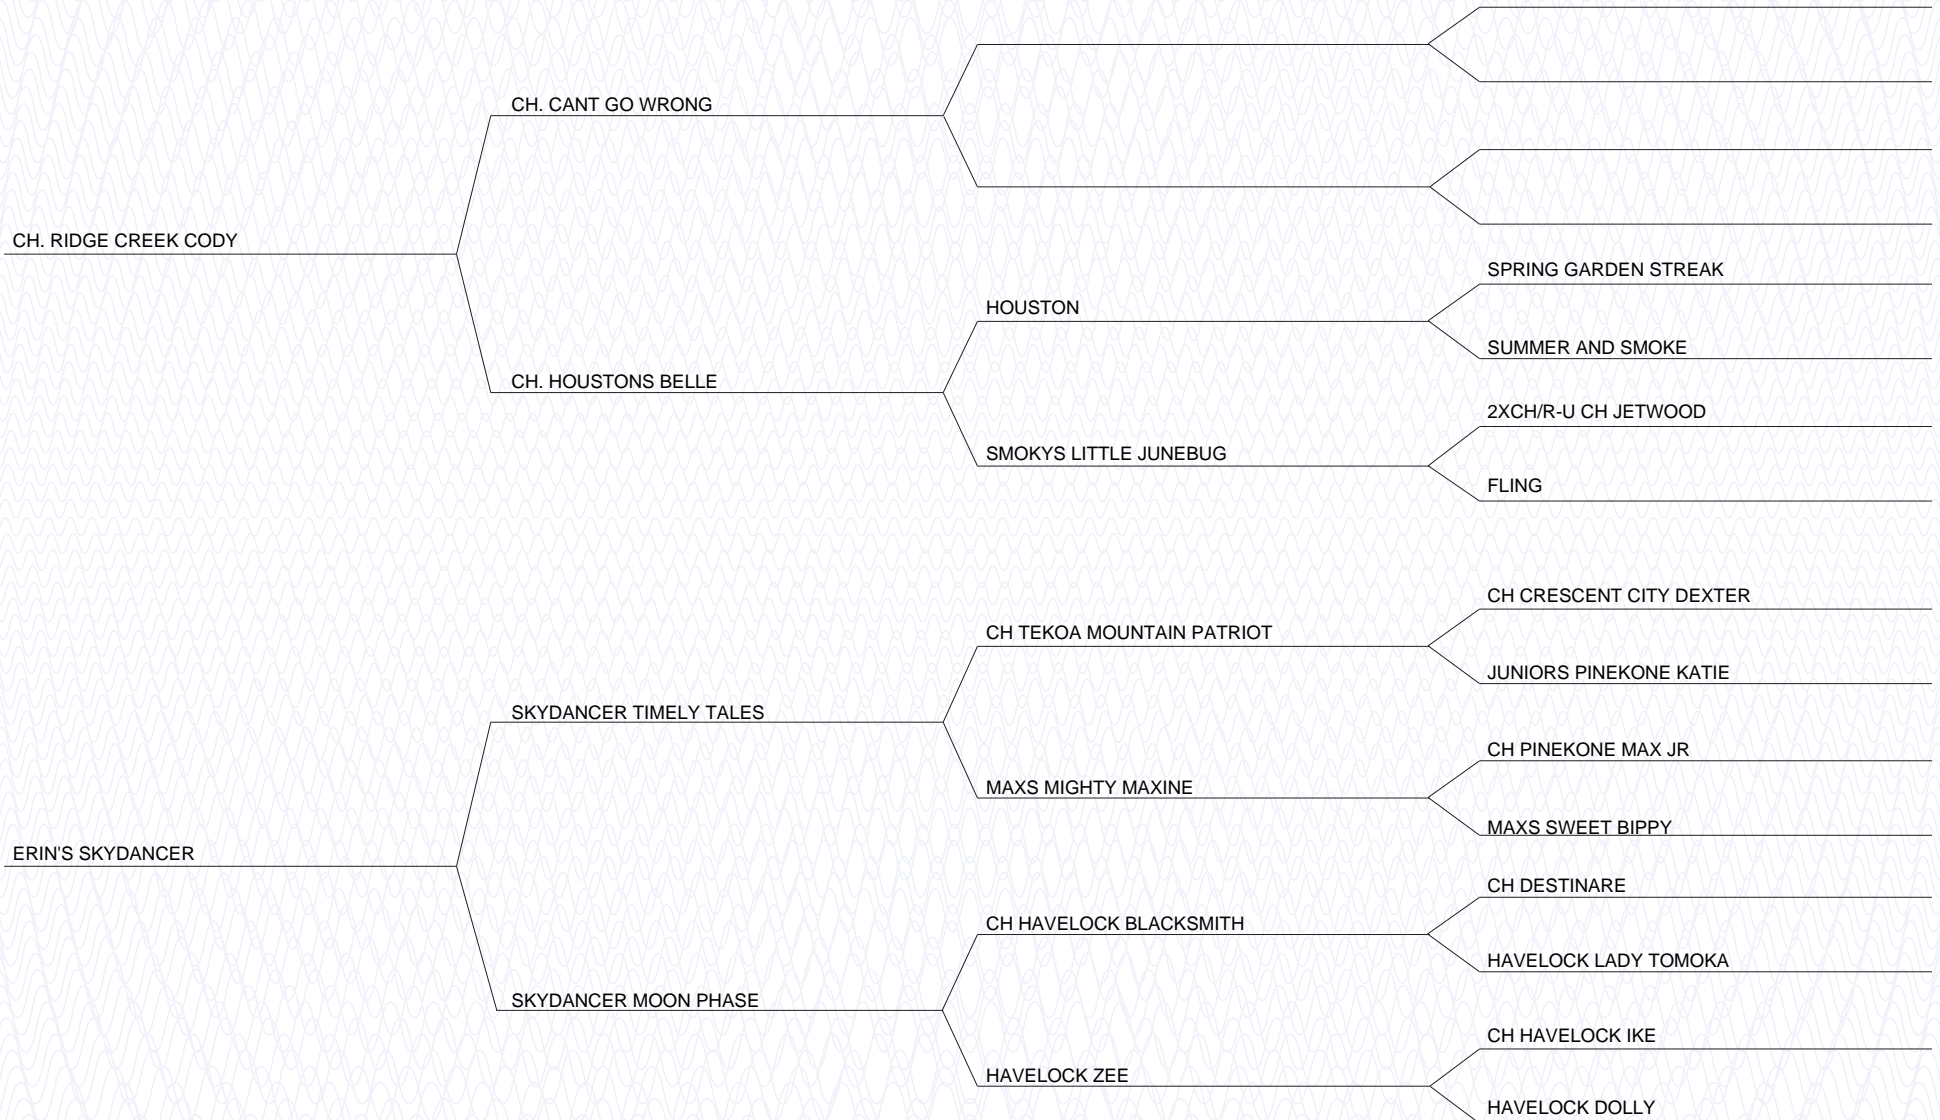 CH. RIDGE CREEK CODY
CH. CANT GO WRONG
CH. HOUSTONS BELLE
HOUSTON
SPRING GARDEN STREAK
SUMMER AND SMOKE
SMOKYS LITTLE JUNEBUG
2XCH/R-U CH JETWOOD
FLING
ERIN'S SKYDANCER
SKYDANCER TIMELY TALES
CH TEKOA MOUNTAIN PATRIOT
CH CRESCENT CITY DEXTER
JUNIORS PINEKONE KATIE
MAXS MIGHTY MAXINE
CH PINEKONE MAX JR
MAXS SWEET BIPPY
SKYDANCER MOON PHASE
CH HAVELOCK BLACKSMITH
CH DESTINARE
HAVELOCK LADY TOMOKA
HAVELOCK ZEE
CH HAVELOCK IKE
HAVELOCK DOLLY